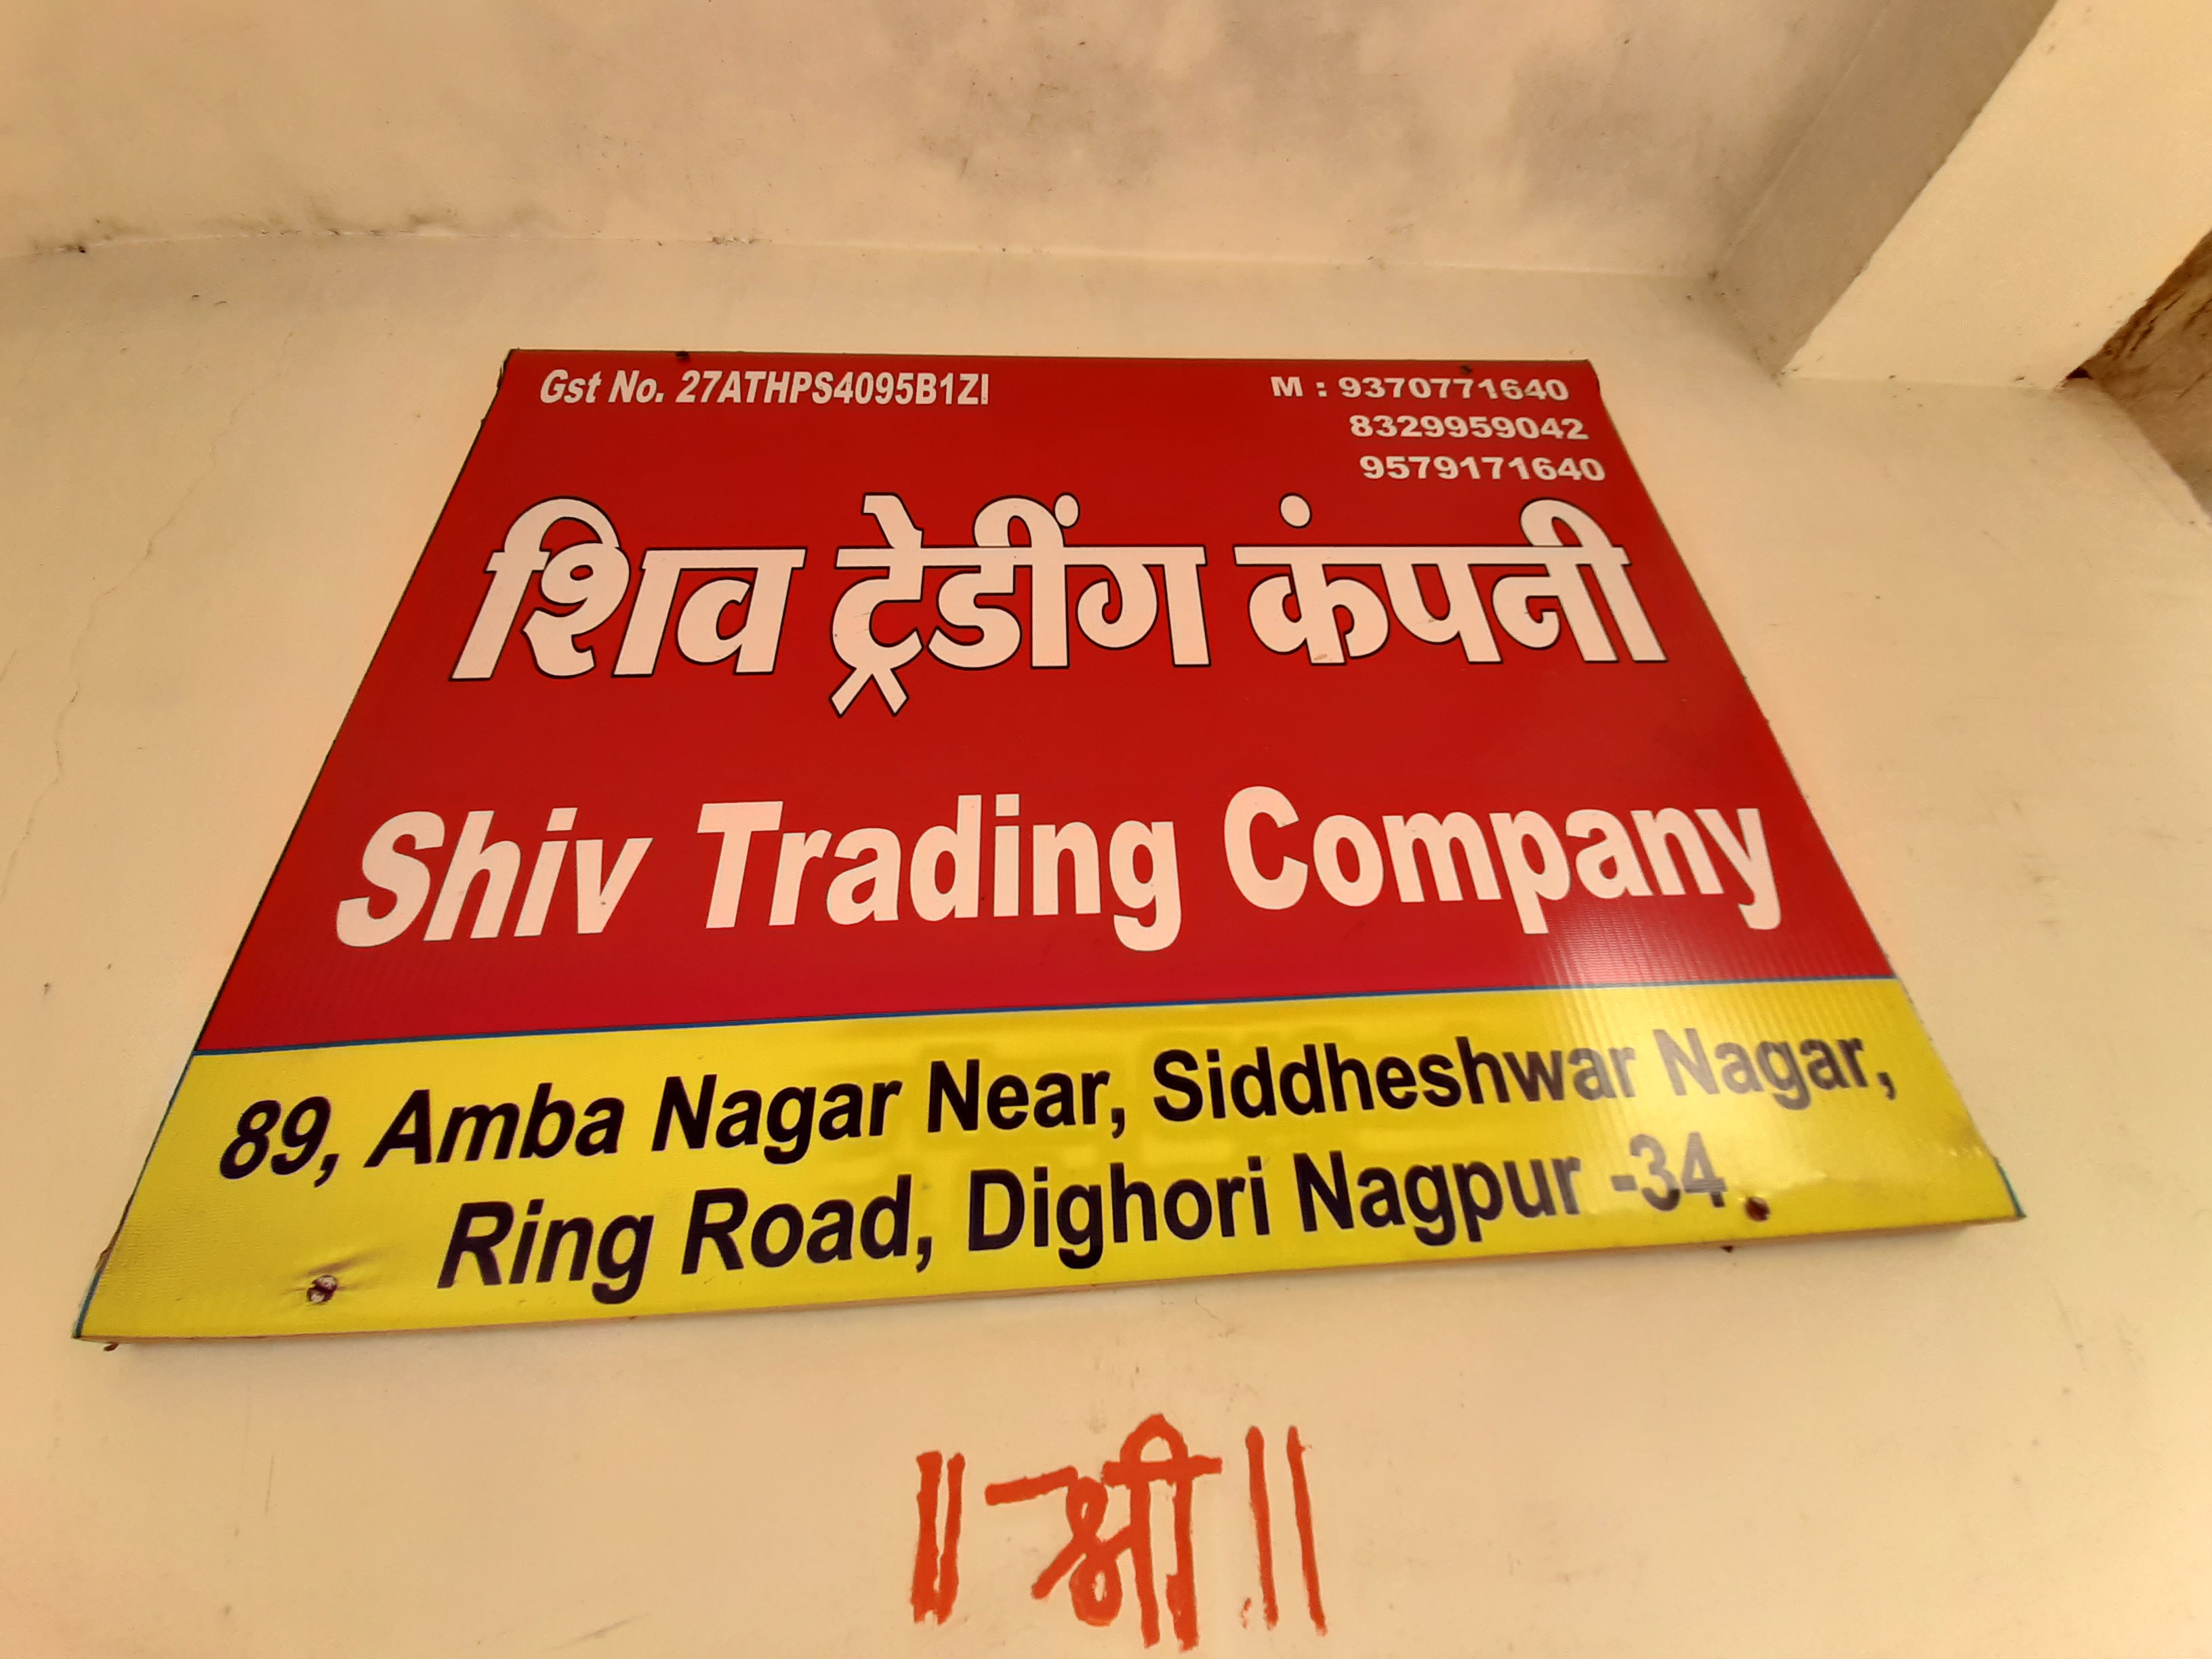 Gst No. 27ATHPS4095B1ZI
M : 9370771640
8329959042
9579171640
शिव ट्रेडींग कंपनी
Shiv Trading Company
89, Amba Nagar Near, Siddheshwar Nagar,
Ring Road, Dighori Nagpur -34
॥ श्री ॥